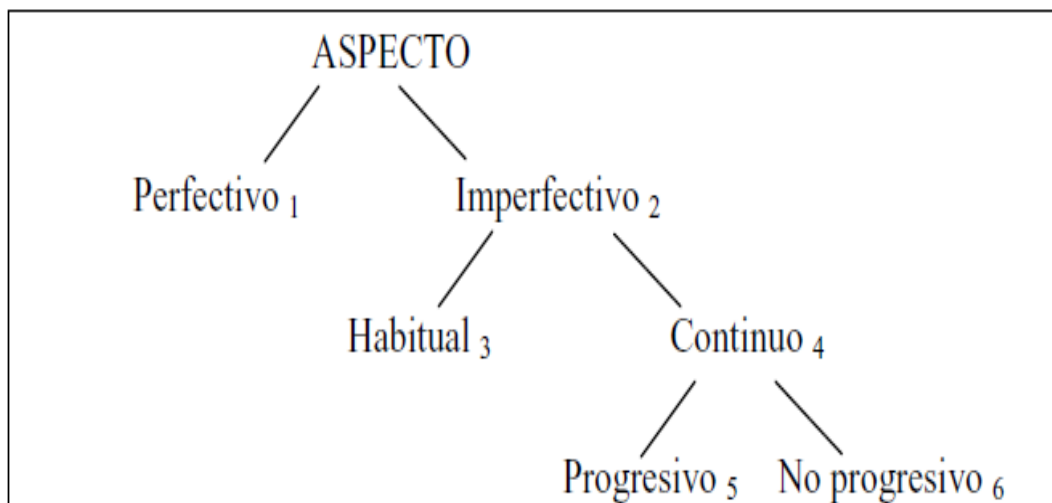 ASPECTO
Perfectivo 1 Imperfectivo 2
Habitual 3 Continuo 4
Progresivo 5 No progresivo 6